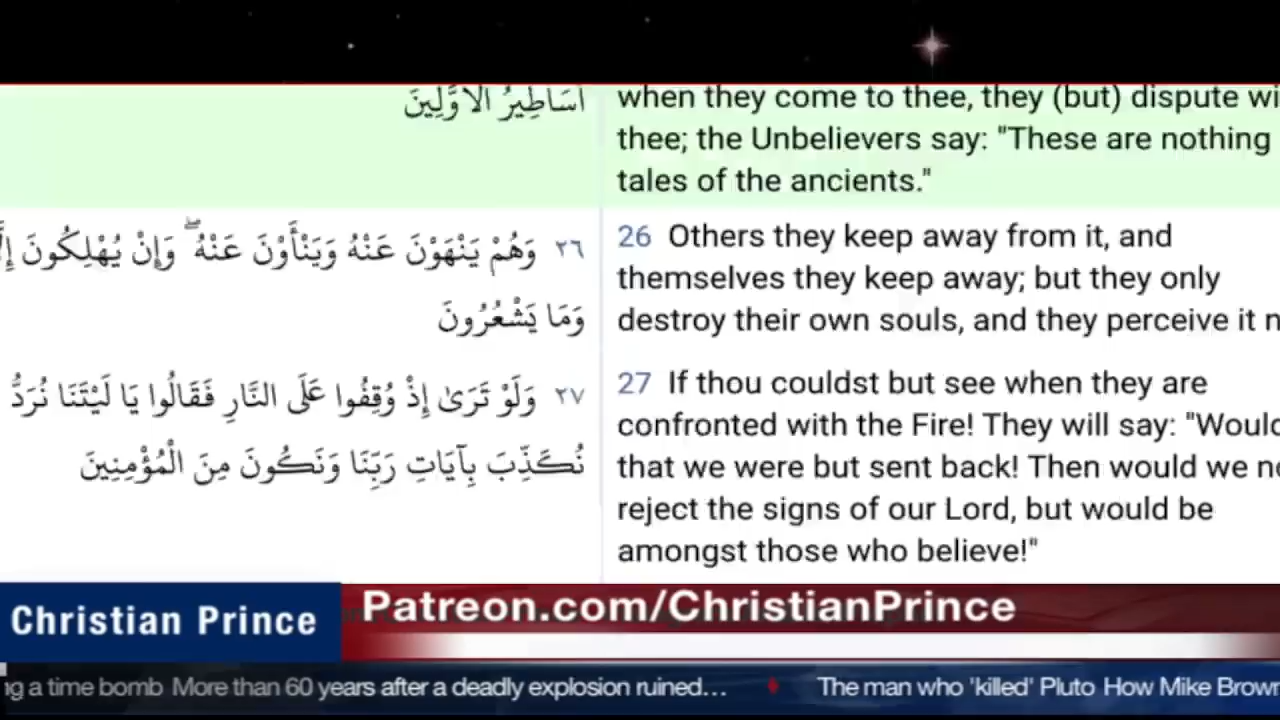 أَسَاطِيرُ الْأَوَّلِينَ
when they come to thee, they (but) dispute wi
thee; the Unbelievers say: "These are nothing
tales of the ancients."
٢٦ وَهُمْ يَنْهَوْنَ عَنْهُ وَيَنْأَوْنَ عَنْهُ ۖ وَإِنْ يُهْلِكُونَ
وَمَا يَشْعُرُونَ
26 Others they keep away from it, and
themselves they keep away; but they only
destroy their own souls, and they perceive it n
٢٧ وَلَوْ تَرَىٰ إِذْ وُقِفُوا عَلَى النَّارِ فَقَالُوا يَا لَيْتَنَا نُرَدُّ
نُكَذِّبَ بِآيَاتِ رَبِّنَا وَنَكُونَ مِنَ الْمُؤْمِنِينَ
27 If thou couldst but see when they are
confronted with the Fire! They will say: "Would
that we were but sent back! Then would we no
reject the signs of our Lord, but would be
amongst those who believe!"
Christian Prince
Patreon.com/ChristianPrince
ng a time bomb More than 60 years after a deadly explosion ruined... The man who 'killed' Pluto How Mike Brown